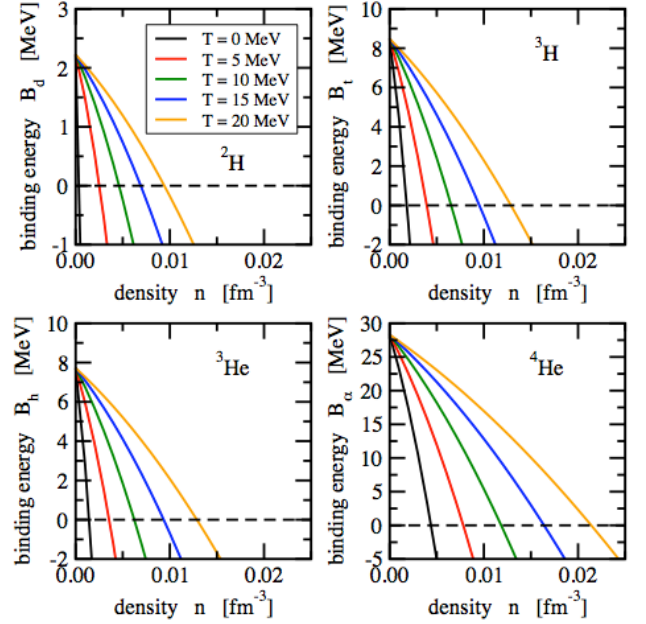 3
2
1
0
-1
0.00
0.01
0.02
binding energy B_d [MeV]
density n [fm⁻³]
T = 0 MeV
T = 5 MeV
T = 10 MeV
T = 15 MeV
T = 20 MeV
²H
10
8
6
4
2
0
-2
0.00
0.01
0.02
binding energy B_t [MeV]
density n [fm⁻³]
³H
10
8
6
4
2
0
-2
0.00
0.01
0.02
binding energy B_h [MeV]
density n [fm⁻³]
³He
30
25
20
15
10
5
0
-5
0.00
0.01
0.02
binding energy B_α [MeV]
density n [fm⁻³]
⁴He